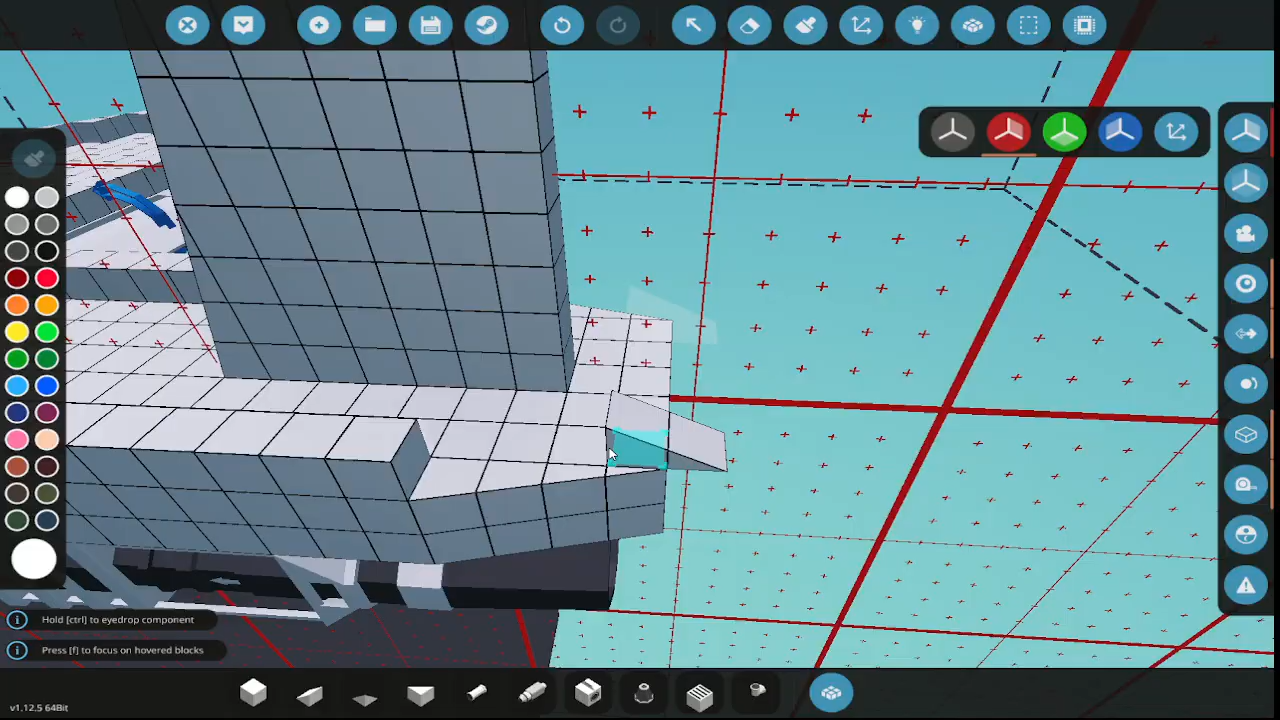 Hold [ctrl] to eyedrop component
Press [f] to focus on hovered blocks
v1.12.5 64Bit